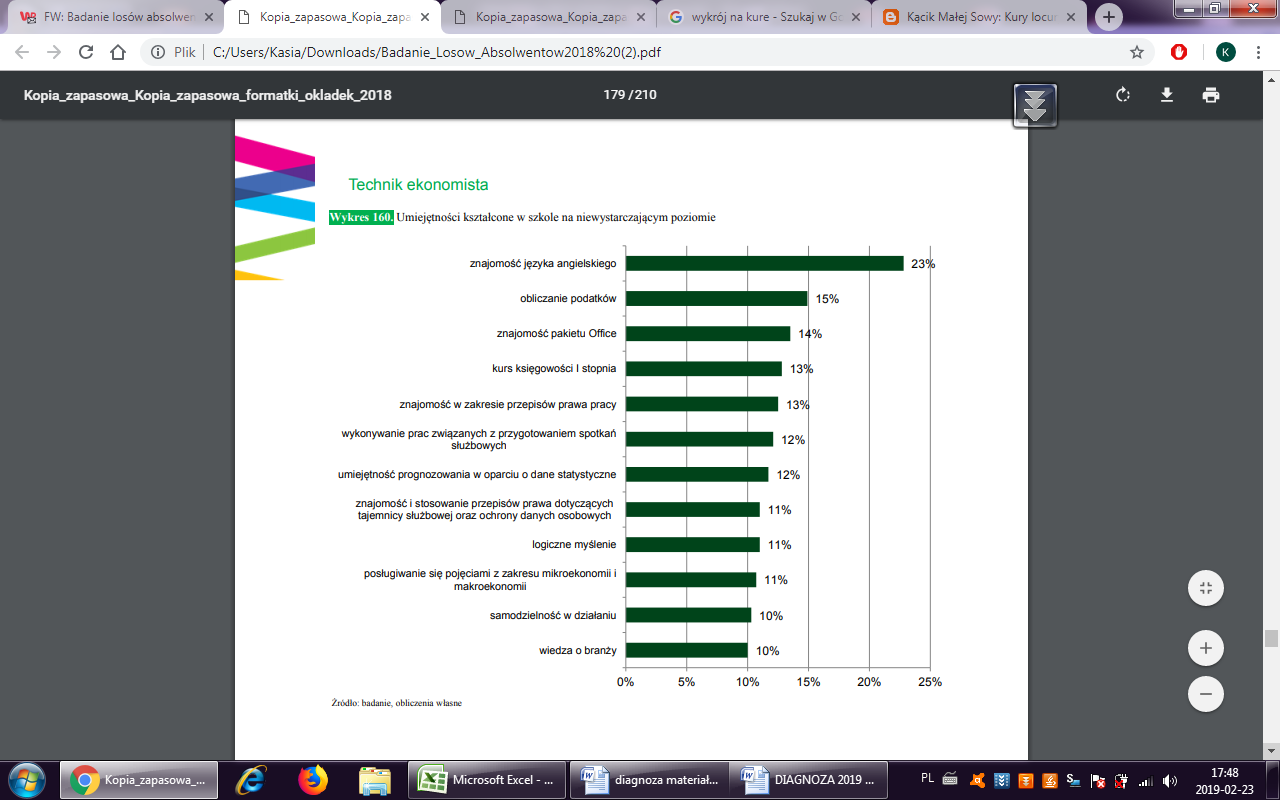 FW: Badanie losów absolwen
Kopia_zapasowa_Kopia_zapa
Kopia_zapasowa_Kopia_zapa
wykrój na kure - Szukaj w Go
Kącik Małej Sowy: Kury locur
Plik
C:/Users/Kasia/Downloads/Badanie_Losow_Absolwentow2018%20(2).pdf
K
Kopia_zapasowa_Kopia_zapasowa_formatki_okladek_2018
179 / 210
Technik ekonomista
Wykres 160. Umiejętności kształcone w szkole na niewystarczającym poziomie
znajomość języka angielskiego 23%
obliczanie podatków 15%
znajomość pakietu Office 14%
kurs księgowości I stopnia 13%
znajomość w zakresie przepisów prawa pracy 13%
wykonywanie prac związanych z przygotowaniem spotkań
służbowych 12%
umiejętność prognozowania w oparciu o dane statystyczne 12%
znajomość i stosowanie przepisów prawa dotyczących
tajemnicy służbowej oraz ochrony danych osobowych 11%
logiczne myślenie 11%
posługiwanie się pojęciami z zakresu mikroekonomii i
makroekonomii 11%
samodzielność w działaniu 10%
wiedza o branży 10%
0% 5% 10% 15% 20% 25%
Źródło: badanie, obliczenia własne
Kopia_zapasowa_...
Microsoft Excel - ...
diagnoza materiał...
DIAGNOZA 2019 ...
PL
17:48
2019-02-23